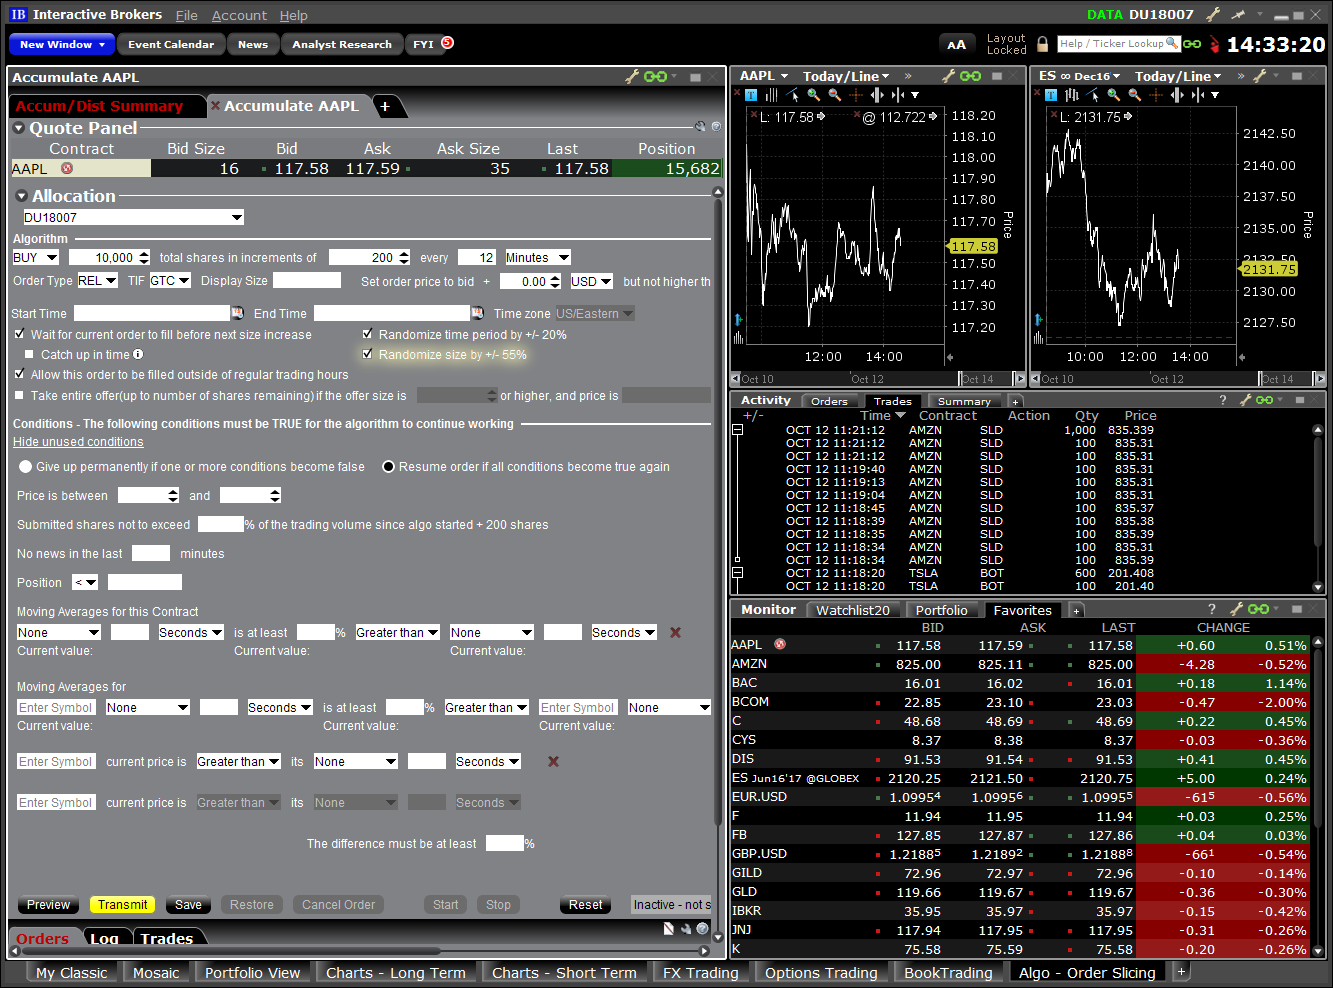 IB Interactive Brokers File Account Help DATA DU18007
New Window Event Calendar News Analyst Research FYI 5 AA Layout Locked Help / Ticker Lookup 14:33:20
Accumulate AAPL
Accum/Dist Summary Accumulate AAPL +
Quote Panel
Contract Bid Size Bid Ask Ask Size Last Position
AAPL 16 117.58 117.59 35 117.58 15,682
Allocation
DU18007
Algorithm
BUY 10,000 total shares in increments of 200 every 12 Minutes
Order Type REL TIF GTC Display Size Set order price to bid + 0.00 USD but not higher th
Start Time End Time Time zone US/Eastern
Wait for current order to fill before next size increase Randomize time period by +/- 20%
Catch up in time Randomize size by +/- 55%
Allow this order to be filled outside of regular trading hours
Take entire offer(up to number of shares remaining) if the offer size is or higher, and price is
Conditions - The following conditions must be TRUE for the algorithm to continue working
Hide unused conditions
Give up permanently if one or more conditions become false Resume order if all conditions become true again
Price is between and
Submitted shares not to exceed % of the trading volume since algo started + 200 shares
No news in the last minutes
Position <
Moving Averages for this Contract
None Seconds is at least % Greater than None Seconds
Current value: Current value: Current value:
Moving Averages for
Enter Symbol None Seconds is at least % Greater than Enter Symbol None
Current value: Current value: Current value:
Enter Symbol current price is Greater than its None Seconds
Enter Symbol current price is Greater than its None Seconds
The difference must be at least %
Preview Transmit Save Restore Cancel Order Start Stop Reset Inactive - not s
Orders Log Trades
AAPL Today/Line »
L: 117.58 @ 112.722
118.20
118.10
118.00
117.90
117.80
117.70
117.60
117.58
117.50
117.40
117.30
117.20
Price
12:00 14:00
Oct 10 Oct 12 Oct 14
ES ∞ Dec16 Today/Line »
L: 2131.75
2142.50
2140.00
2137.50
2135.00
2132.50
2131.75
2130.00
2127.50
Price
10:00 12:00 14:00
Oct 10 Oct 12 Oct 14
Activity Orders Trades Summary + ?
+/- Time Contract Action Qty Price
OCT 12 11:21:12 AMZN SLD 1,000 835.339
OCT 12 11:21:12 AMZN SLD 100 835.31
OCT 12 11:21:12 AMZN SLD 100 835.31
OCT 12 11:19:40 AMZN SLD 100 835.31
OCT 12 11:19:13 AMZN SLD 100 835.31
OCT 12 11:19:04 AMZN SLD 100 835.31
OCT 12 11:18:45 AMZN SLD 100 835.37
OCT 12 11:18:39 AMZN SLD 100 835.38
OCT 12 11:18:35 AMZN SLD 100 835.39
OCT 12 11:18:34 AMZN SLD 100 835.31
OCT 12 11:18:34 AMZN SLD 100 835.39
OCT 12 11:18:20 TSLA BOT 600 201.408
OCT 12 11:18:20 TSLA BOT 100 201.40
Monitor Watchlist20 Portfolio Favorites + ?
BID ASK LAST CHANGE
AAPL 117.58 117.59 117.58 +0.60 0.51%
AMZN 825.00 825.11 825.00 -4.28 -0.52%
BAC 16.01 16.02 16.01 +0.18 1.14%
BCOM 22.85 23.10 23.03 -0.47 -2.00%
C 48.68 48.69 48.69 +0.22 0.45%
CYS 8.37 8.38 8.37 -0.03 -0.36%
DIS 91.53 91.54 91.53 +0.41 0.45%
ES Jun16'17 @GLOBEX 2120.25 2121.50 2120.75 +5.00 0.24%
EUR.USD 1.09954 1.09956 1.09955 -615 -0.56%
F 11.94 11.95 11.94 +0.03 0.25%
FB 127.85 127.87 127.86 +0.04 0.03%
GBP.USD 1.21885 1.21892 1.21888 -661 -0.54%
GILD 72.96 72.97 72.96 -0.10 -0.14%
GLD 119.66 119.67 119.67 -0.36 -0.30%
IBKR 35.95 35.97 35.97 -0.15 -0.42%
JNJ 117.94 117.95 117.95 -0.31 -0.26%
K 75.58 75.59 75.58 -0.20 -0.26%
My Classic Mosaic Portfolio View Charts - Long Term Charts - Short Term FX Trading Options Trading BookTrading Algo - Order Slicing +